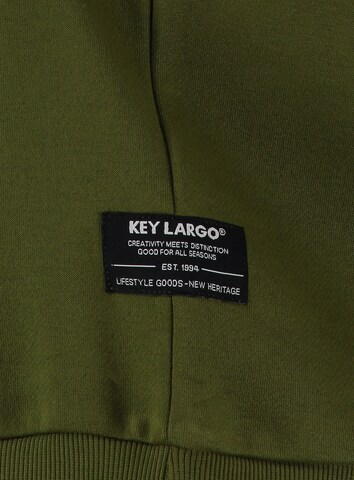 KEY LARGO®
CREATIVITY MEETS DISTINCTION
GOOD FOR ALL SEASONS
EST. 1994
LIFESTYLE GOODS - NEW HERITAGE